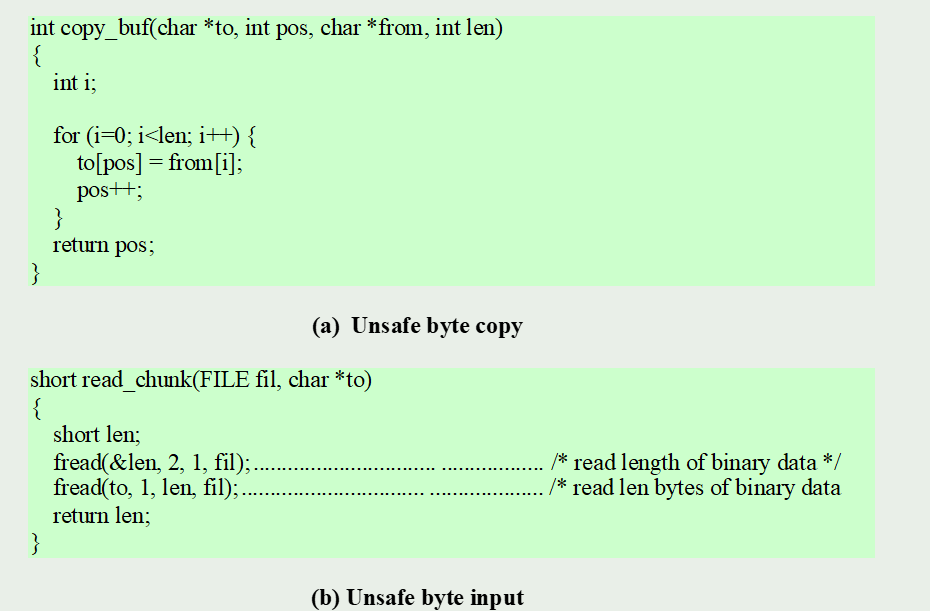 int copy_buf(char *to, int pos, char *from, int len)
{
int i;
for (i=0; i<len; i++) {
to[pos] = from[i];
pos++;
}
return pos;
}
(a) Unsafe byte copy
short read_chunk(FILE fil, char *to)
{
short len;
fread(&len, 2, 1, fil);................................ .................. /* read length of binary data */
fread(to, 1, len, fil);................................ .................... /* read len bytes of binary data
return len;
}
(b) Unsafe byte input